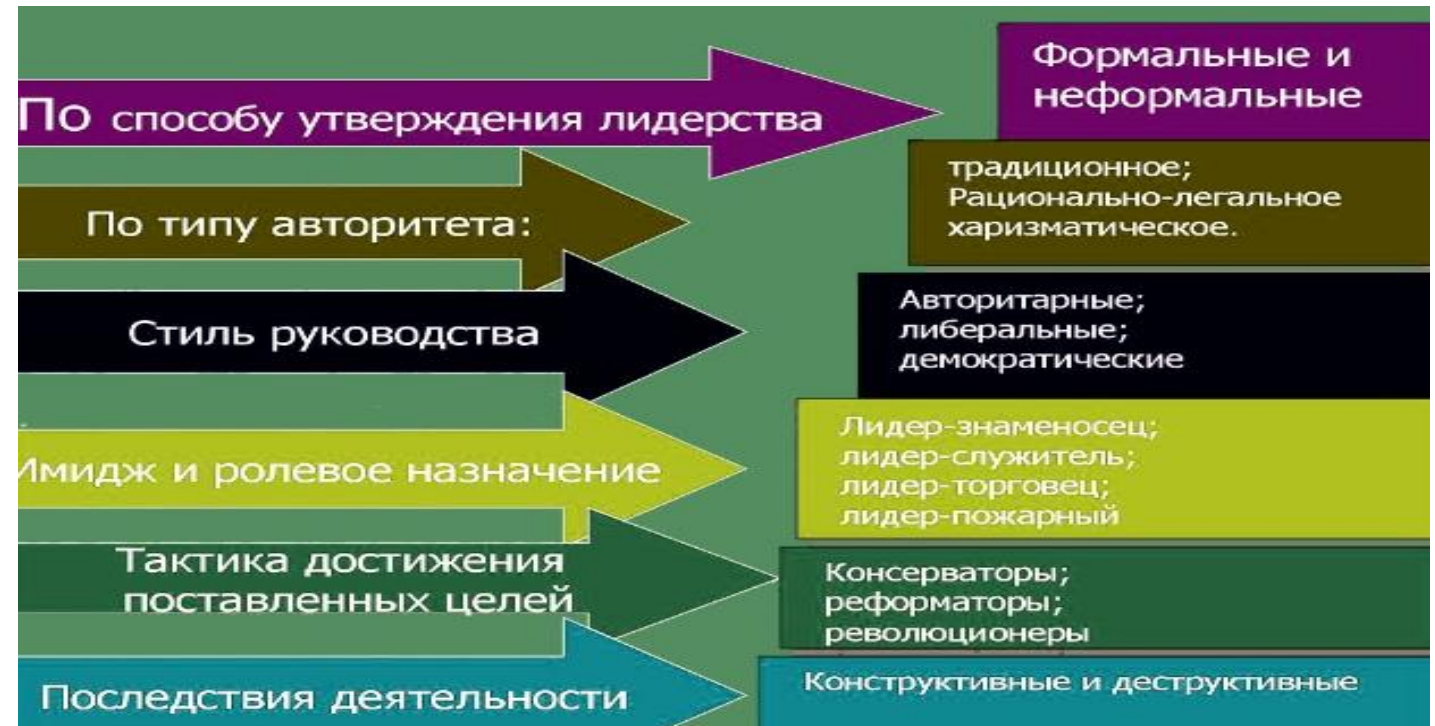 По способу утверждения лидерства
Формальные и
неформальные
По типу авторитета:
традиционное;
Рационально-легальное
харизматическое.
Стиль руководства
Авторитарные;
либеральные;
демократические
Имидж и ролевое назначение
Лидер-знаменосец;
лидер-служитель;
лидер-торговец;
лидер-пожарный
Тактика достижения
поставленных целей
Консерваторы;
реформаторы;
революционеры
Последствия деятельности
Конструктивные и деструктивные